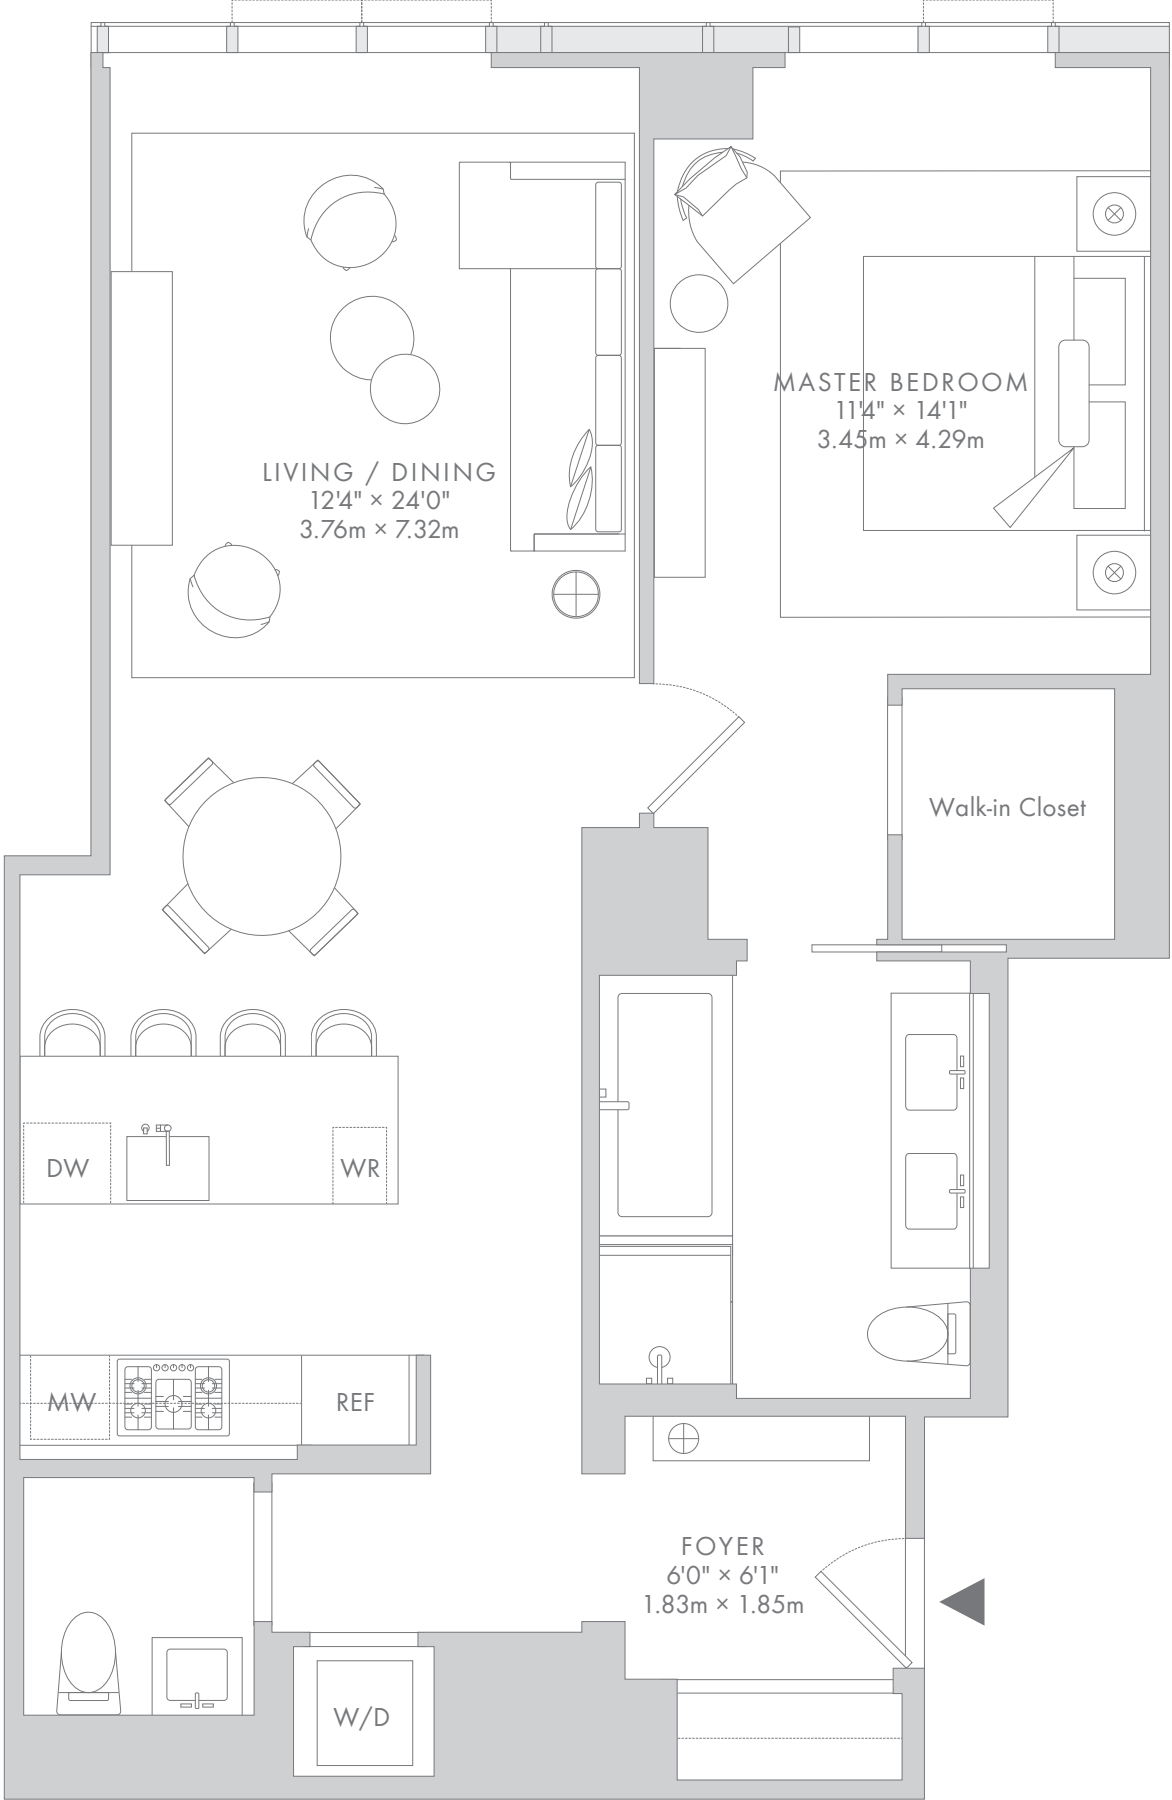 MASTER BEDROOM
11'4" × 14'1"
3.45m × 4.29m
LIVING / DINING
12'4" × 24'0"
3.76m × 7.32m
Walk-in Closet
DW
WR
MW
REF
FOYER
6'0" × 6'1"
1.83m × 1.85m
W/D